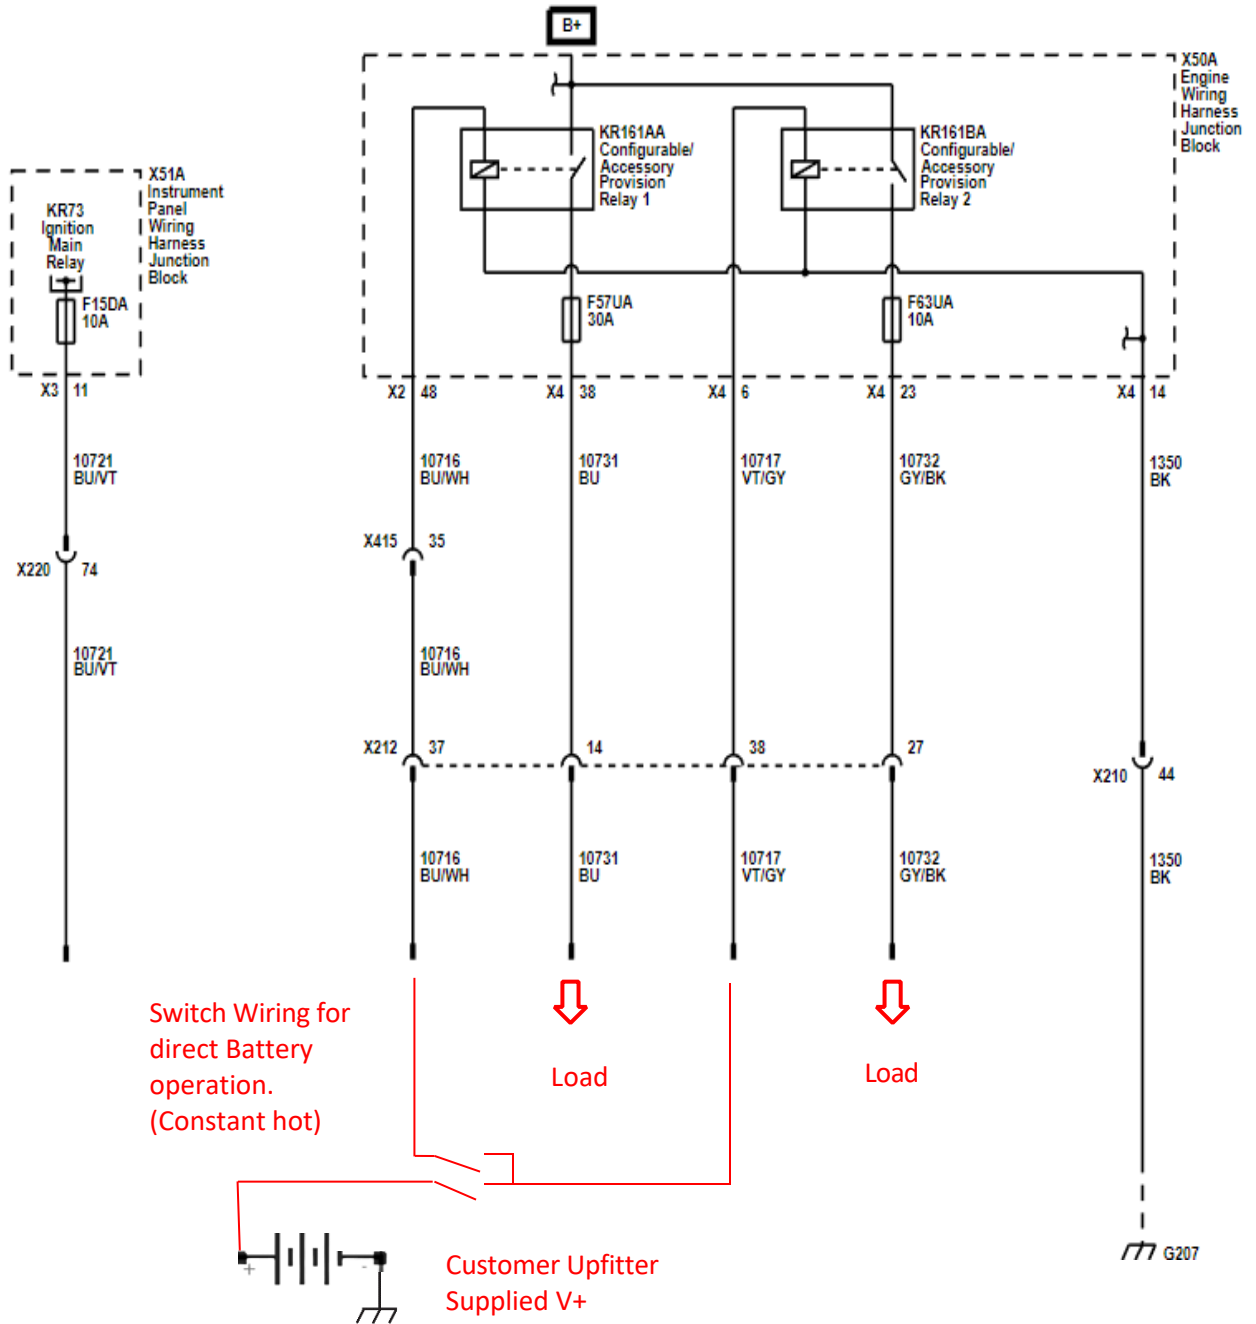 B+
X50A
Engine
Wiring
Harness
Junction
Block
KR161AA
Configurable/
Accessory
Provision
Relay 1
KR161BA
Configurable/
Accessory
Provision
Relay 2
X51A
Instrument
Panel
Wiring
Harness
Junction
Block
KR73
Ignition
Main
Relay
F15DA
10A
F57UA
30A
F63UA
10A
X3 11
X2 48
X4 38
X4 6
X4 23
X4 14
10721
BU/VT
10716
BU/WH
10731
BU
10717
VT/GY
10732
GY/BK
1350
BK
X415 35
X220 74
10721
BU/VT
10716
BU/WH
X212 37
14
38
27
X210 44
10716
BU/WH
10731
BU
10717
VT/GY
10732
GY/BK
1350
BK
Switch Wiring for
direct Battery
operation.
(Constant hot)
Load
Load
G207
+ -
Customer Upfitter
Supplied V+